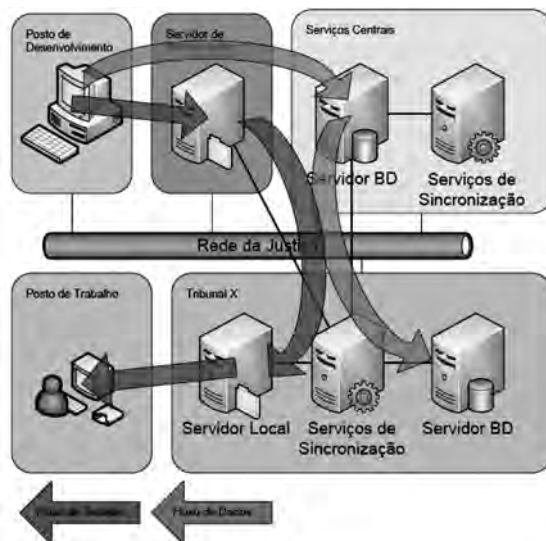 Posto de
Desenvolvimento
Servidor de
Serviços Centrais
Servidor BD
Serviços de
Sincronização
Rede da Justiça
Posto de Trabalho
Tribunal X
Servidor Local
Serviços de
Sincronização
Servidor BD
Fluxo de Dados